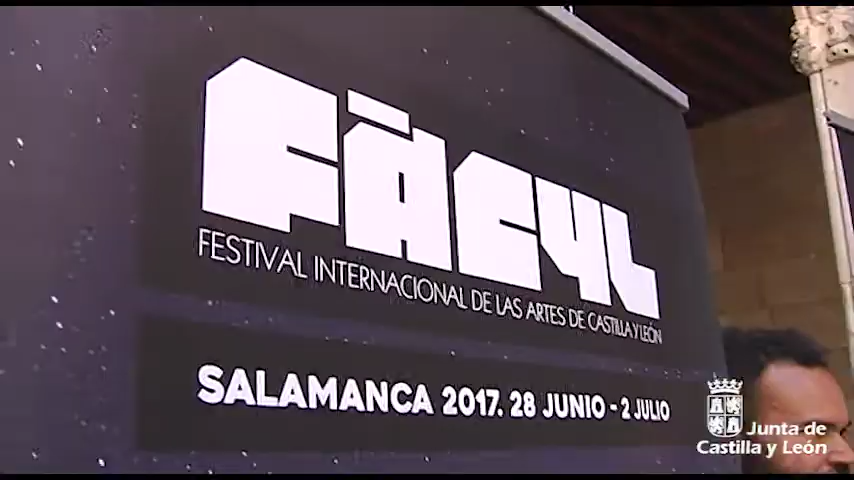 FÀCYL
FESTIVAL INTERNACIONAL DE LAS ARTES DE CASTILLA Y LEÓN
SALAMANCA 2017. 28 JUNIO - 2 JULIO
Junta de
Castilla y León